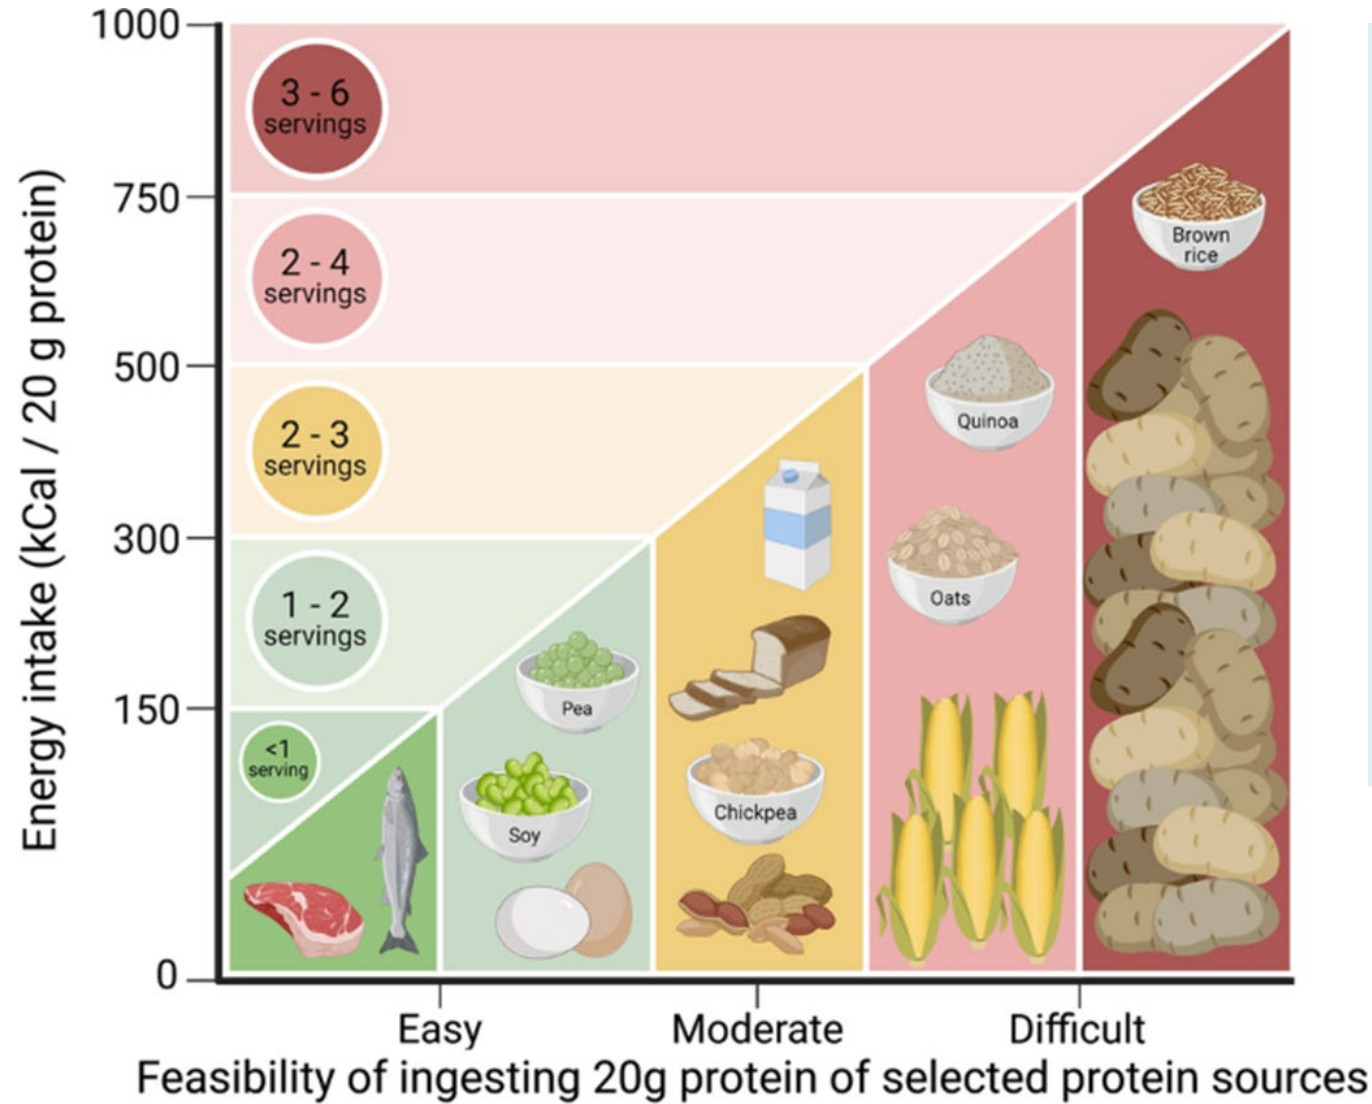 1000
3 - 6
servings
750
2 - 4
servings
500
2 - 3
servings
300
1 - 2
servings
150
<1
serving
0
Energy intake (kCal / 20 g protein)
Brown
rice
Quinoa
Oats
Pea
Soy
Chickpea
Easy
Moderate
Difficult
Feasibility of ingesting 20g protein of selected protein sources